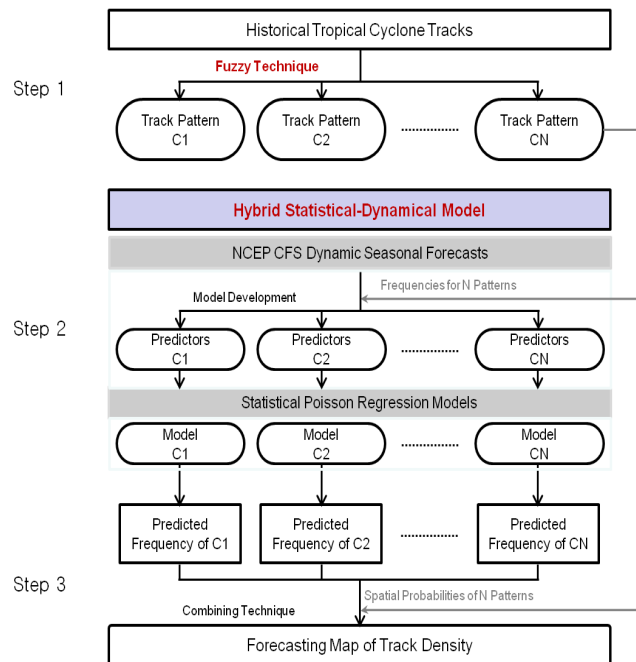 Historical Tropical Cyclone Tracks
Fuzzy Technique
Step 1
Track Pattern
C1
Track Pattern
C2
....................
Track Pattern
CN
Hybrid Statistical-Dynamical Model
NCEP CFS Dynamic Seasonal Forecasts
Frequencies for N Patterns
Model Development
Step 2
Predictors
C1
Predictors
C2
....................
Predictors
CN
Statistical Poisson Regression Models
Model
C1
Model
C2
....................
Model
CN
Predicted
Frequency of C1
Predicted
Frequency of C2
....................
Predicted
Frequency of CN
Step 3
Spatial Probabilities of N Patterns
Combining Technique
Forecasting Map of Track Density